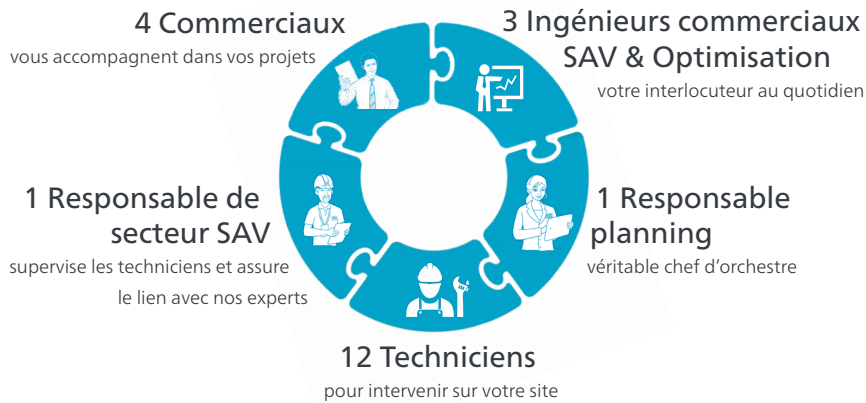 4 Commerciaux
vous accompagnent dans vos projets
3 Ingénieurs commerciaux
SAV & Optimisation
votre interlocuteur au quotidien
1 Responsable de
secteur SAV
supervise les techniciens et assure
le lien avec nos experts
1 Responsable
planning
véritable chef d’orchestre
12 Techniciens
pour intervenir sur votre site